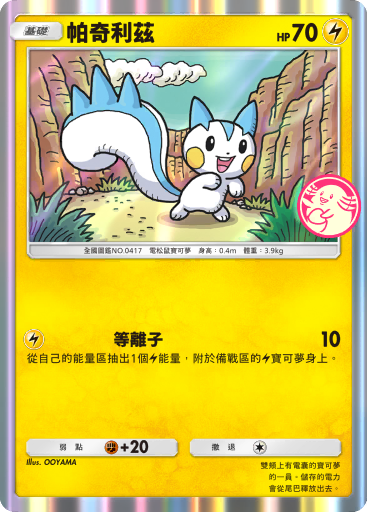 基礎 帕奇利茲 HP 70
全國圖鑑NO.0417 電松鼠寶可夢 身高：0.4m 體重：3.9kg
等離子 10
從自己的能量區抽出1個能量，附於備戰區的寶可夢身上。
弱點 +20 撤退
Illus. OOYAMA
雙頰上有電囊的寶可夢
的一員。儲存的電力
會從尾巴釋放出去。